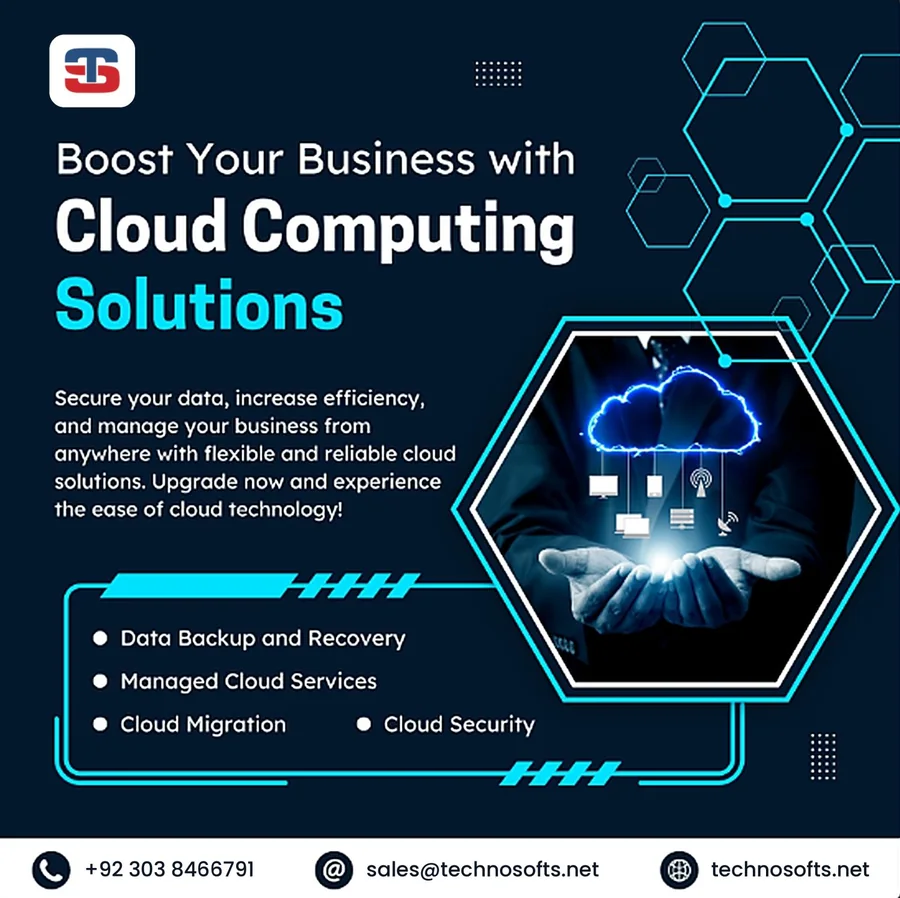 Boost Your Business with
Cloud Computing
Solutions
Secure your data, increase efficiency,
and manage your business from
anywhere with flexible and reliable cloud
solutions. Upgrade now and experience
the ease of cloud technology!
Data Backup and Recovery
Managed Cloud Services
Cloud Migration Cloud Security
+92 303 8466791 sales@technosofts.net technosofts.net